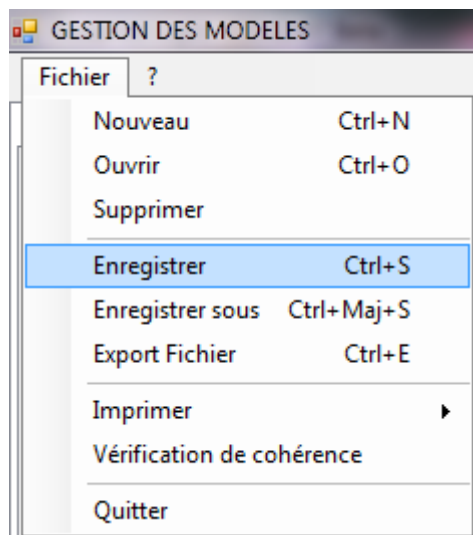 GESTION DES MODELES
Fichier ?
Nouveau Ctrl+N
Ouvrir Ctrl+O
Supprimer
Enregistrer Ctrl+S
Enregistrer sous Ctrl+Maj+S
Export Fichier Ctrl+E
Imprimer
Vérification de cohérence
Quitter